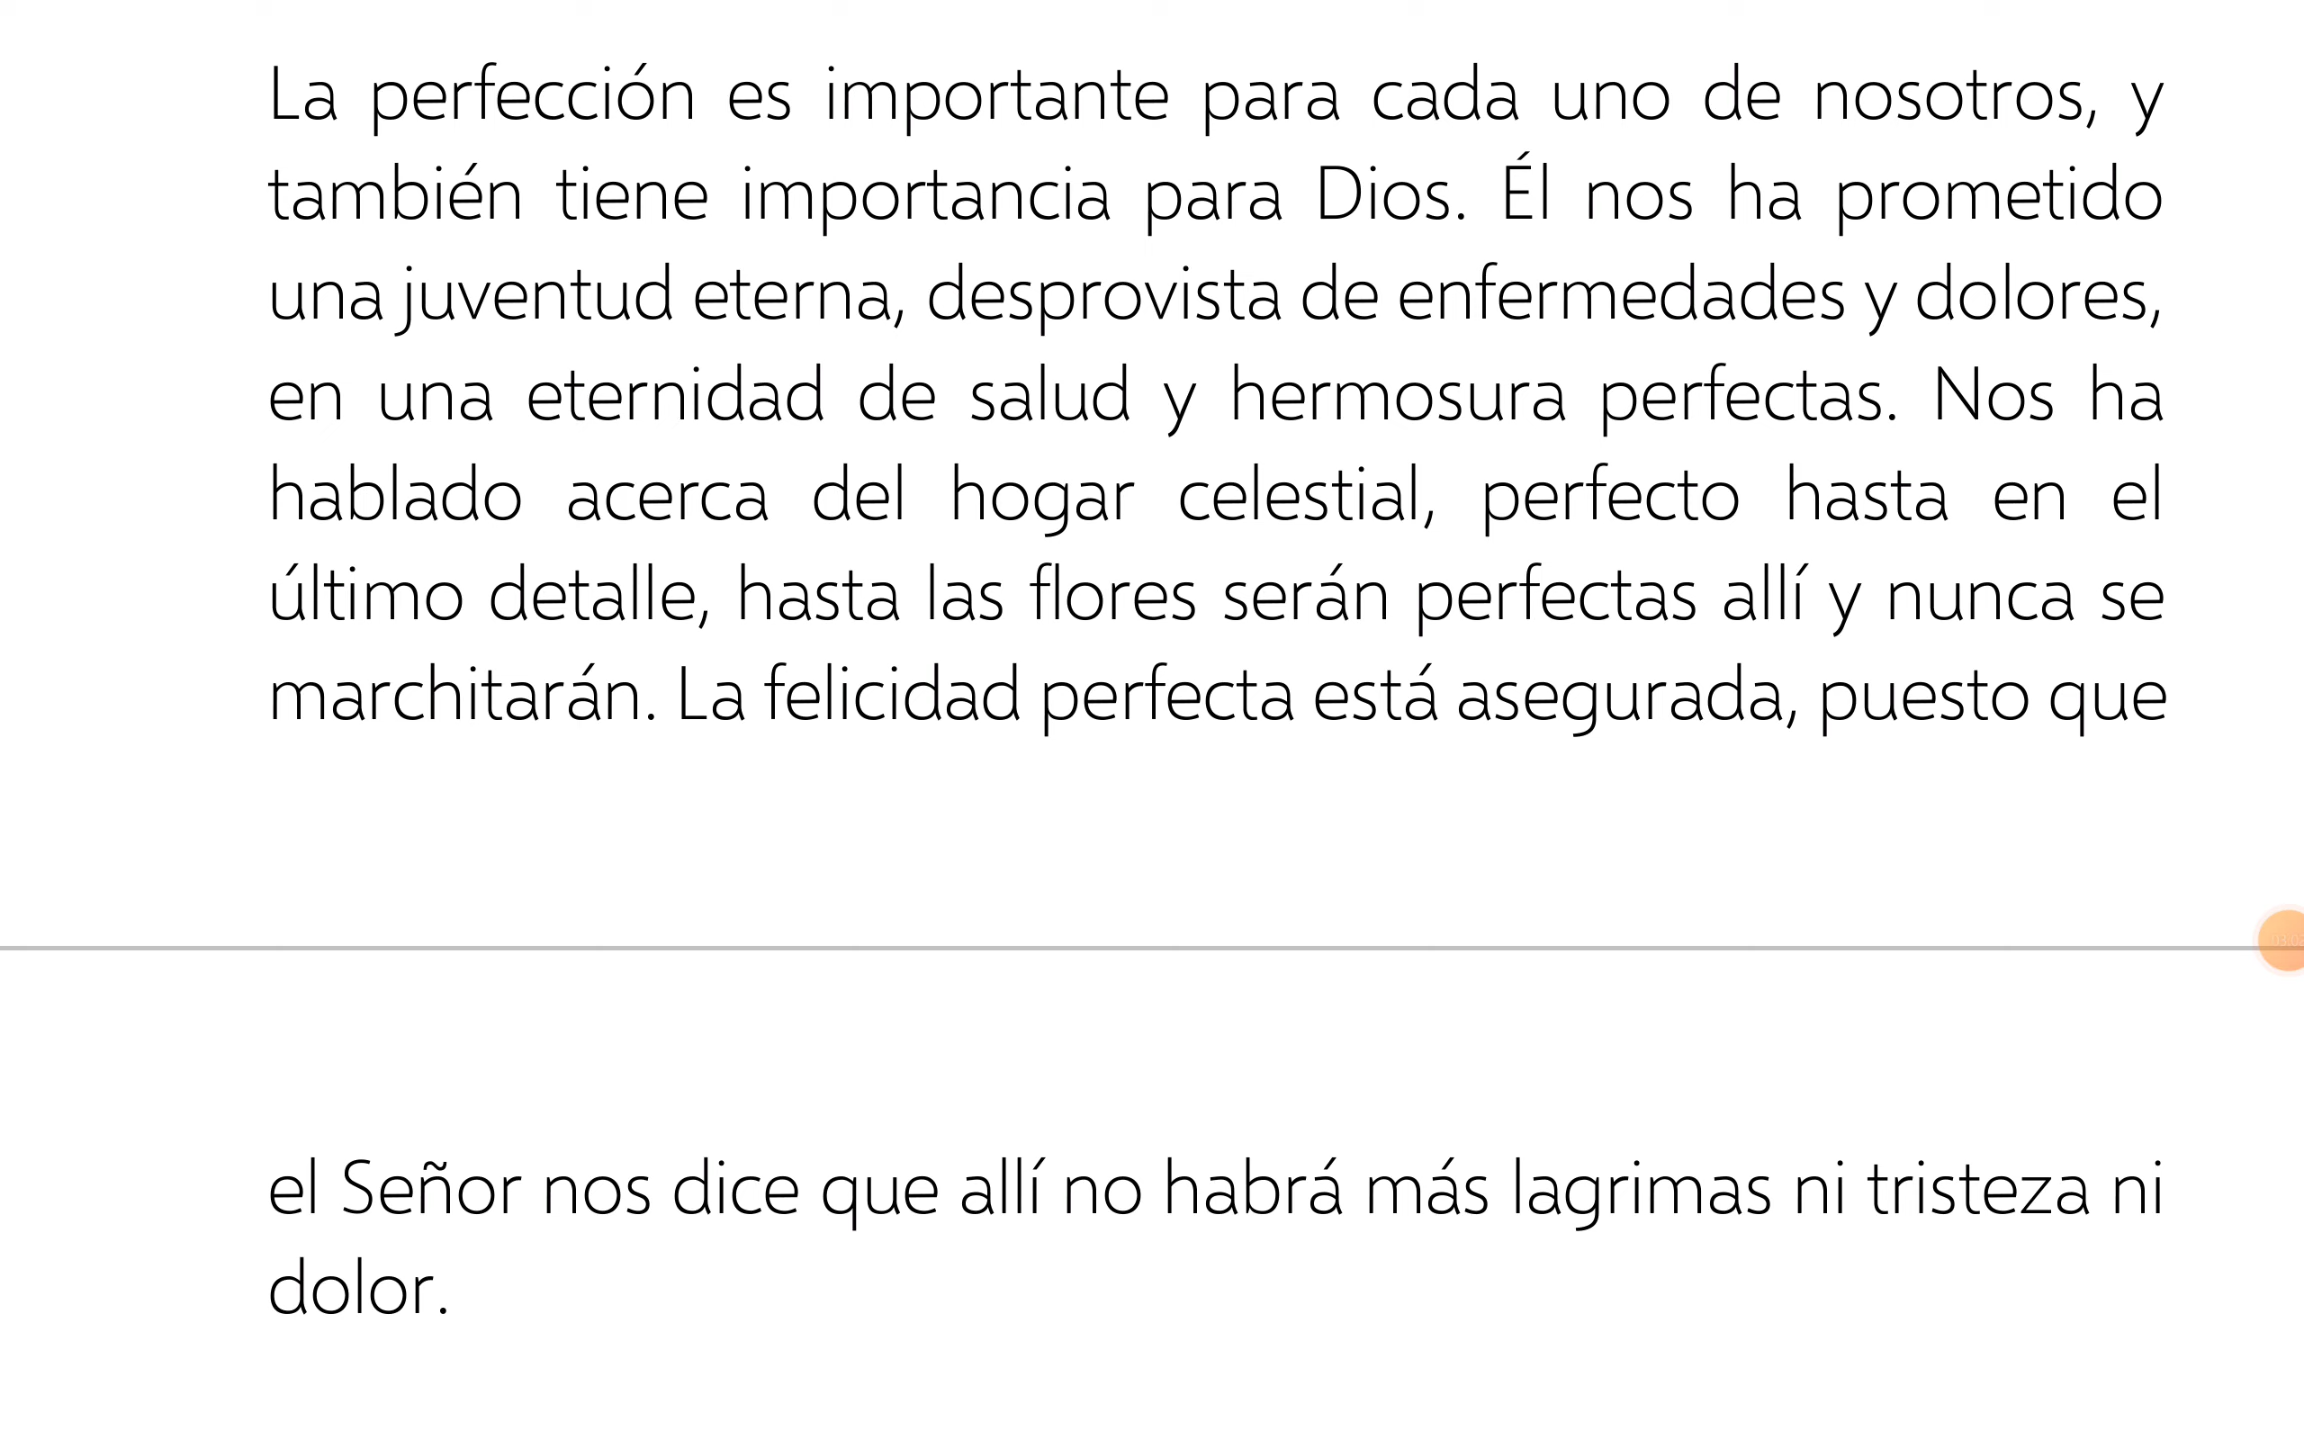 La perfección es importante para cada uno de nosotros, y
también tiene importancia para Dios. Él nos ha prometido
una juventud eterna, desprovista de enfermedades y dolores,
en una eternidad de salud y hermosura perfectas. Nos ha
hablado acerca del hogar celestial, perfecto hasta en el
último detalle, hasta las flores serán perfectas allí y nunca se
marchitarán. La felicidad perfecta está asegurada, puesto que
el Señor nos dice que allí no habrá más lagrimas ni tristeza ni
dolor.